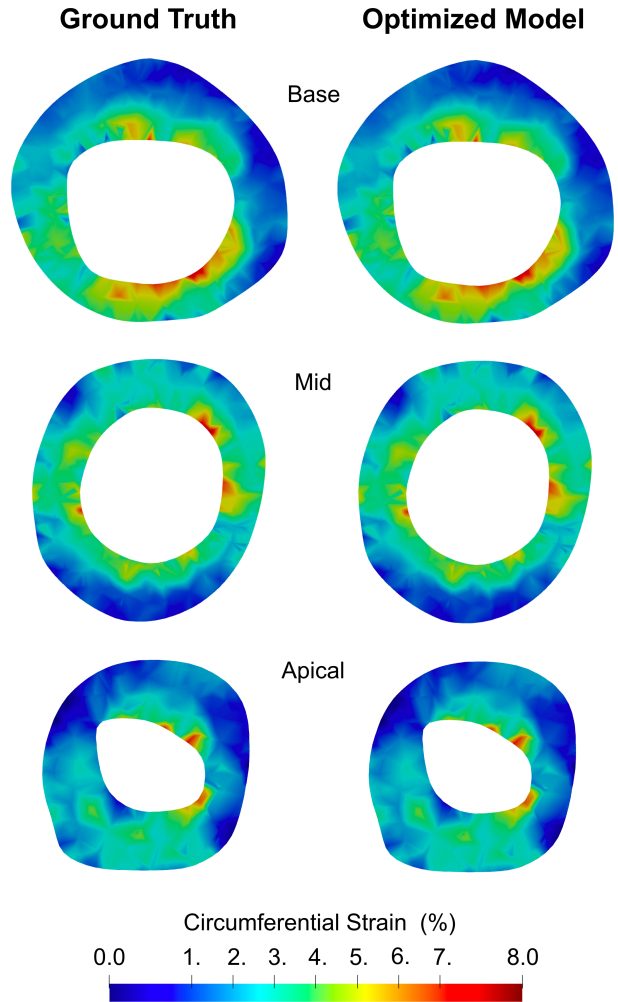 Ground Truth Optimized Model
Base
Mid
Apical
Circumferential Strain (%)
0.0 1. 2. 3. 4. 5. 6. 7. 8.0